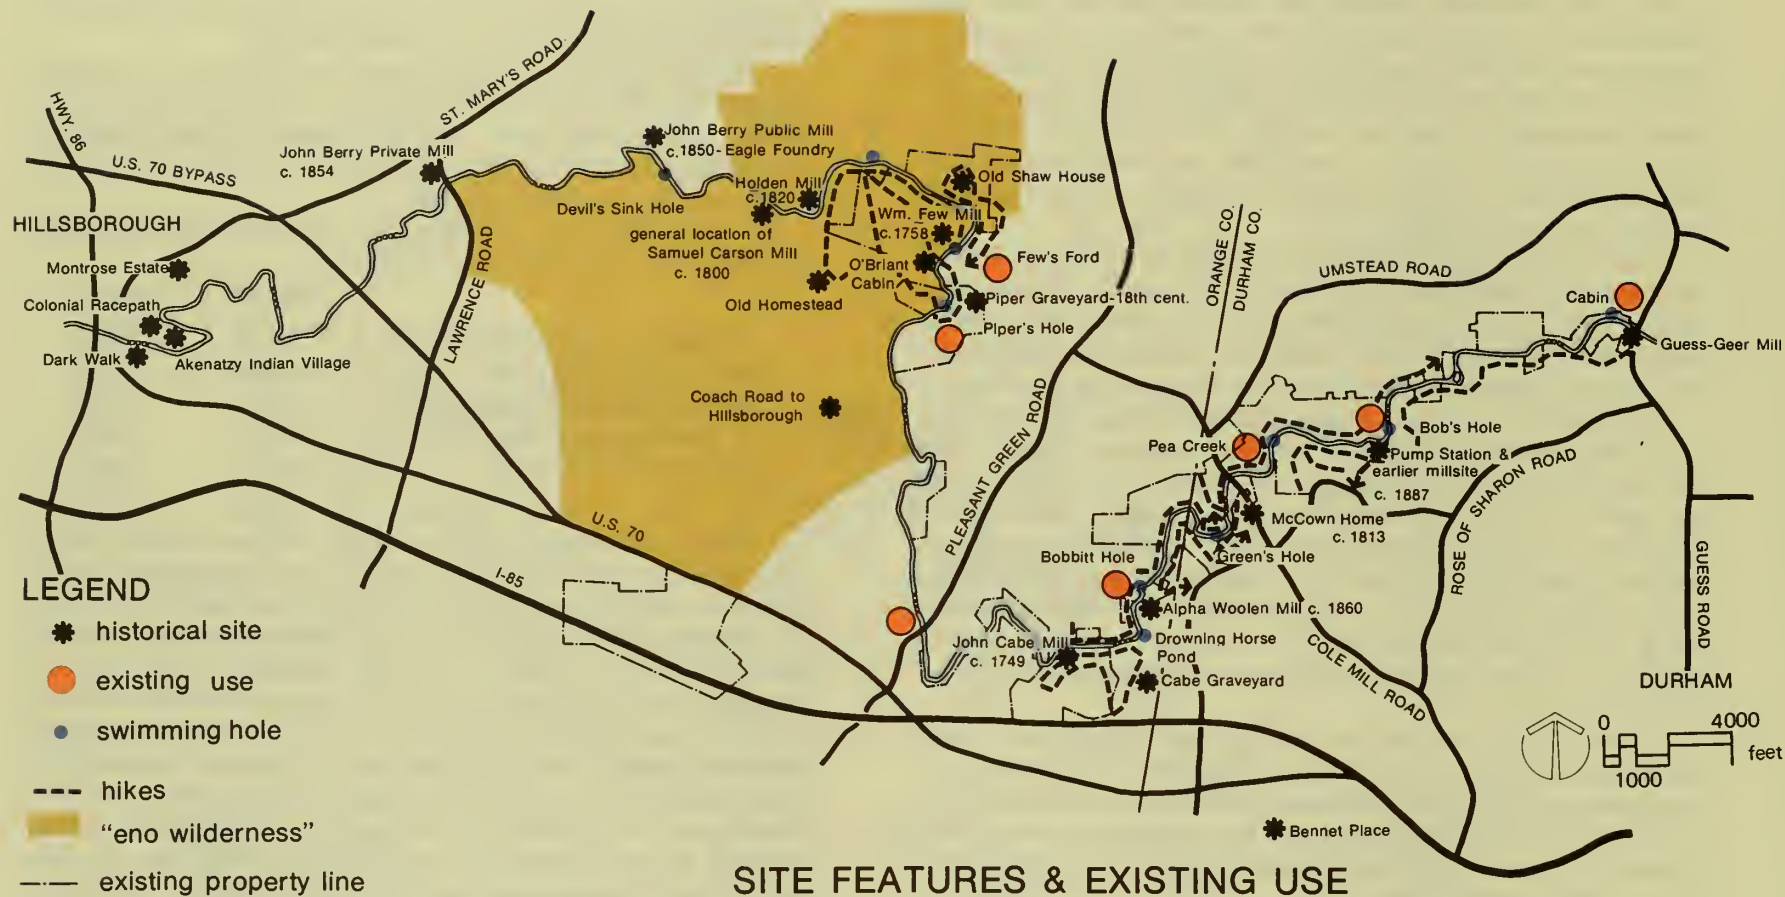 HWY. 86
ST. MARY'S ROAD.
U.S. 70 BYPASS
John Berry Private Mill
c. 1854
John Berry Public Mill
c.1850-Eagle Foundry
HILLSBOROUGH
Montrose Estate
Colonial Racepath
Dark Walk
Akenatzy Indian Village
LAWRENCE ROAD
Devil's Sink Hole
Holden Mill
c.1820
general location of
Samuel Carson Mill
c. 1800
Old Shaw House
Wm. Few Mill
c.1758
O'Briant
Cabin
Old Homestead
Few's Ford
Piper Graveyard-18th cent.
Piper's Hole
Coach Road to
Hillsborough
ORANGE CO.
DURHAM CO.
UMSTEAD ROAD
Cabin
Guess-Geer Mill
PLEASANT GREEN ROAD
Pea Creek
Bob's Hole
Pump Station &
earlier millsite
c. 1887
ROSE OF SHARON ROAD
McCown Home
c. 1813
Green's Hole
Bobbitt Hole
Alpha Woolen Mill c. 1860
Drowning Horse
Pond
John Cabe Mill
c. 1749
Cabe Graveyard
COLE MILL ROAD
GUESS ROAD
DURHAM
U.S. 70
I-85
Bennet Place
0 4000
feet
1000
LEGEND
historical site
existing use
swimming hole
hikes
"eno wilderness"
existing property line
SITE FEATURES & EXISTING USE